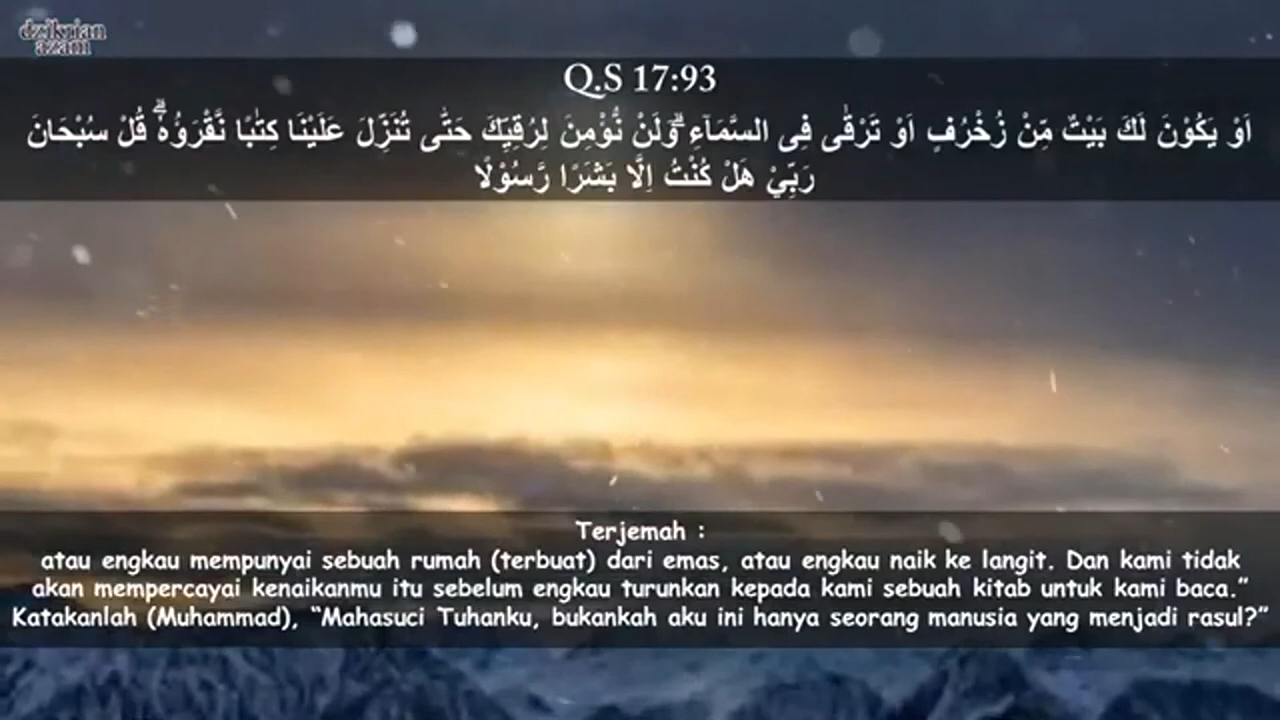 dzikrian
azam
Q.S 17:93
اَوْ يَكُوْنَ لَكَ بَيْتٌ مِّنْ زُخْرُفٍ اَوْ تَرْقٰى فِى السَّمَاۤءِ ۗوَلَنْ نُّؤْمِنَ لِرُقِيِّكَ حَتّٰى تُنَزِّلَ عَلَيْنَا كِتٰبًا نَّقْرَؤُهٗۗ قُلْ سُبْحَانَ
رَبِّيْ هَلْ كُنْتُ اِلَّا بَشَرًا رَّسُوْلًا
Terjemah :
atau engkau mempunyai sebuah rumah (terbuat) dari emas, atau engkau naik ke langit. Dan kami tidak
akan mempercayai kenaikanmu itu sebelum engkau turunkan kepada kami sebuah kitab untuk kami baca.”
Katakanlah (Muhammad), “Mahasuci Tuhanku, bukankah aku ini hanya seorang manusia yang menjadi rasul?”